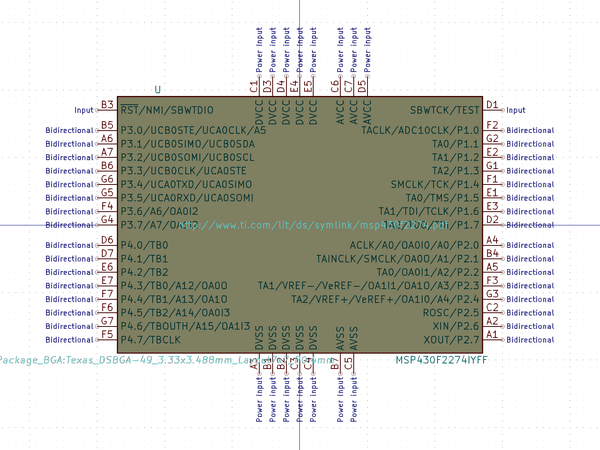 Power Input Power Input Power Input Power Input Power Input Power Input Power Input Power Input
U
C1 D3 D4 E4 E5 C6 C7 D5
DVCC DVCC DVCC DVCC DVCC AVCC AVCC AVCC
Input B3 RST/NMI/SBWTDIO SBWTCK/TEST D1 Input
Bidirectional B5 P3.0/UCB0STE/UCA0CLK/A5 TACLK/ADC10CLK/P1.0 F2 Bidirectional
Bidirectional A6 P3.1/UCB0SIMO/UCB0SDA TA0/P1.1 G2 Bidirectional
Bidirectional A7 P3.2/UCB0SOMI/UCB0SCL TA1/P1.2 E2 Bidirectional
Bidirectional B6 P3.3/UCB0CLK/UCA0STE TA2/P1.3 G1 Bidirectional
Bidirectional G6 P3.4/UCA0TXD/UCA0SIMO SMCLK/TCK/P1.4 F1 Bidirectional
Bidirectional G5 P3.5/UCA0RXD/UCA0SOMI TA0/TMS/P1.5 E1 Bidirectional
Bidirectional F4 P3.6/A6/OA0I2 TA1/TDI/TCLK/P1.6 E3 Bidirectional
Bidirectional G4 P3.7/A7/ http://www.ti.com/lit/ds/symlink/msp430f2274.pdf /P1.7 D2 Bidirectional
Bidirectional D6 P4.0/TB0 ACLK/A0/OA0I0/P2.0 A4 Bidirectional
Bidirectional D7 P4.1/TB1 TAINCLK/SMCLK/OA0O/A1/P2.1 B4 Bidirectional
Bidirectional E6 P4.2/TB2 TA0/OA0I1/A2/P2.2 A5 Bidirectional
Bidirectional E7 P4.3/TB0/A12/OA0O TA1/VREF-/VeREF-/OA1I1/OA1O/A3/P2.3 F3 Bidirectional
Bidirectional F7 P4.4/TB1/A13/OA1O TA2/VREF+/VeREF+/OA1I0/A4/P2.4 G3 Bidirectional
Bidirectional F6 P4.5/TB2/A14/OA0I3 ROSC/P2.5 C2 Bidirectional
Bidirectional G7 P4.6/TBOUTH/A15/OA1I3 XIN/P2.6 A2 Bidirectional
Bidirectional F5 P4.7/TBCLK XOUT/P2.7 A1 Bidirectional
DVSS DVSS DVSS DVSS DVSS AVSS AVSS
Package_BGA:Texas_DSBGA-49_3.33x3.488mm_ MSP430F2274IYFF
C3 C4 B7 C5
Power Input Power Input Power Input Power Input Power Input Power Input Power Input